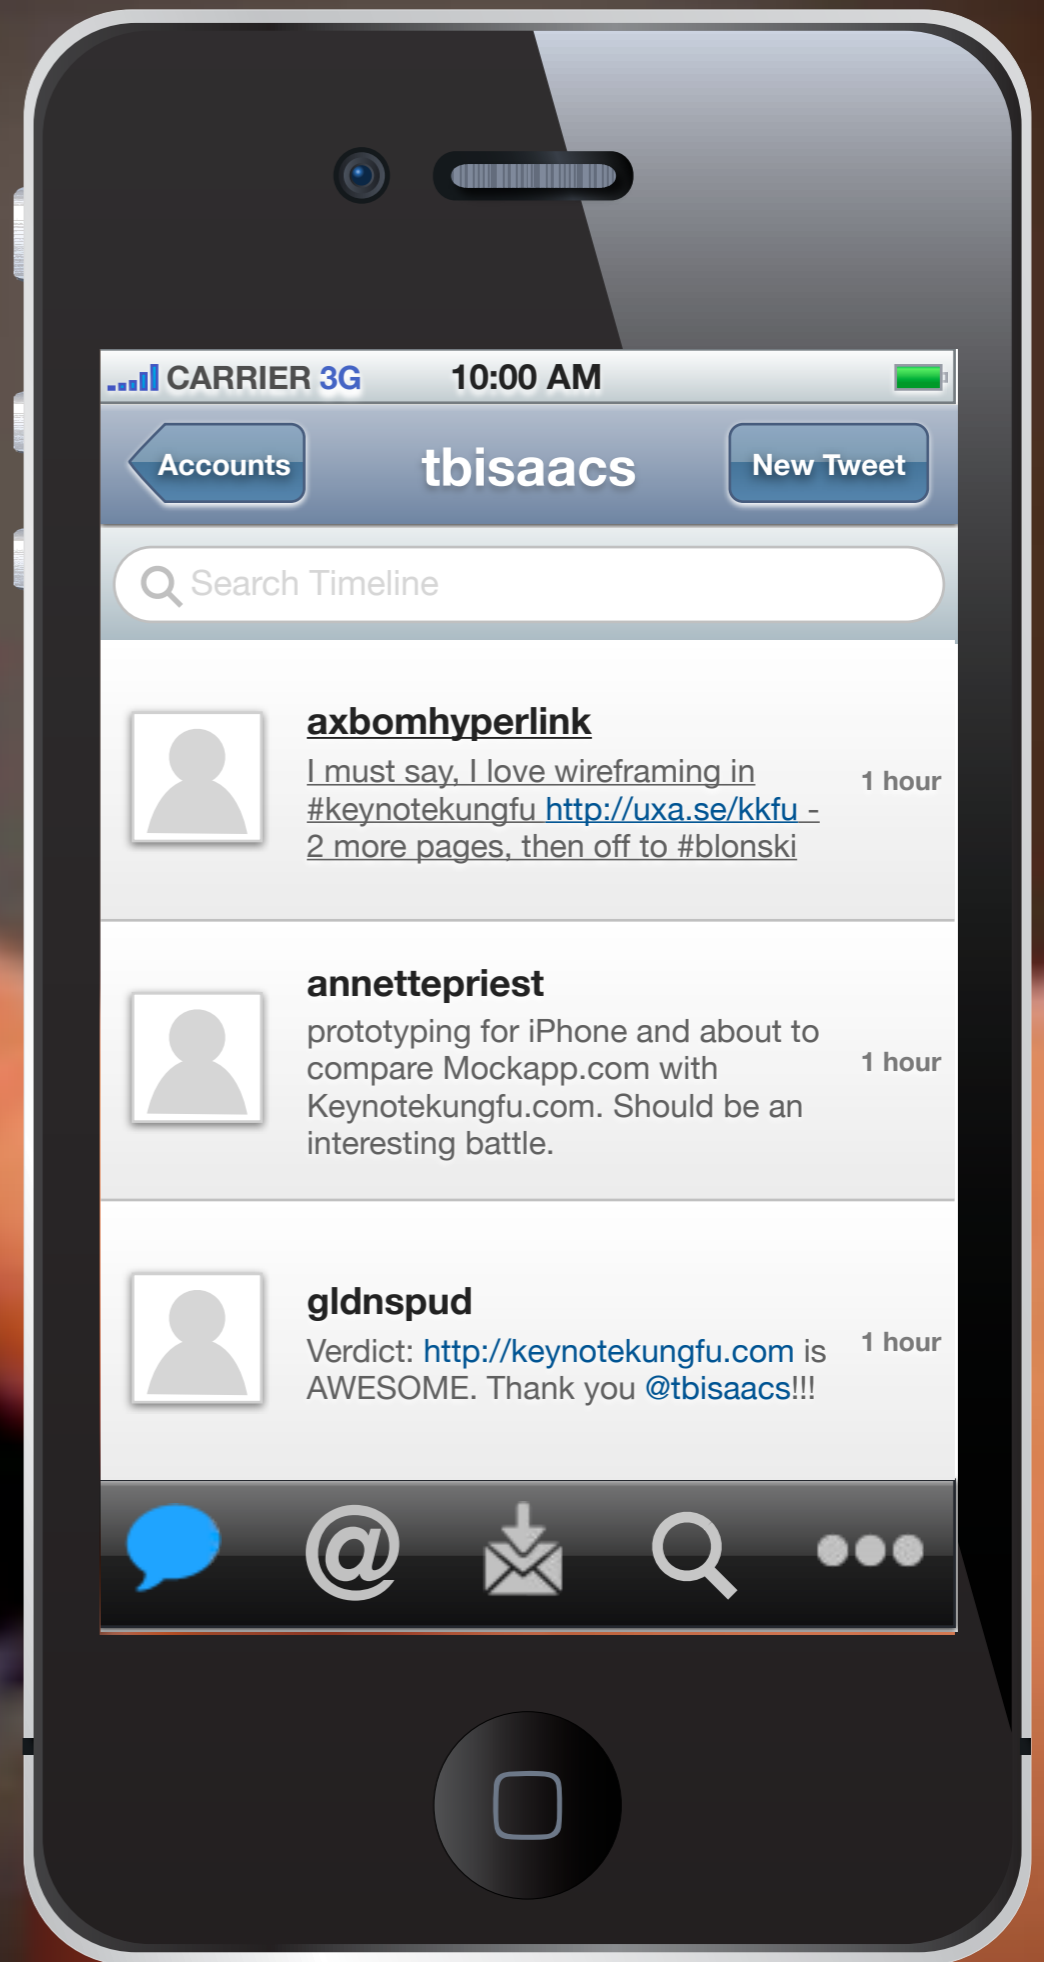 CARRIER 3G 10:00 AM
Accounts tbisaacs New Tweet
Search Timeline
axbomhyperlink
I must say, I love wireframing in
#keynotekungfu http://uxa.se/kkfu -
2 more pages, then off to #blonski
1 hour
annettepriest
prototyping for iPhone and about to
compare Mockapp.com with
Keynotekungfu.com. Should be an
interesting battle.
1 hour
gldnspud
Verdict: http://keynotekungfu.com is
AWESOME. Thank you @tbisaacs!!!
1 hour
@